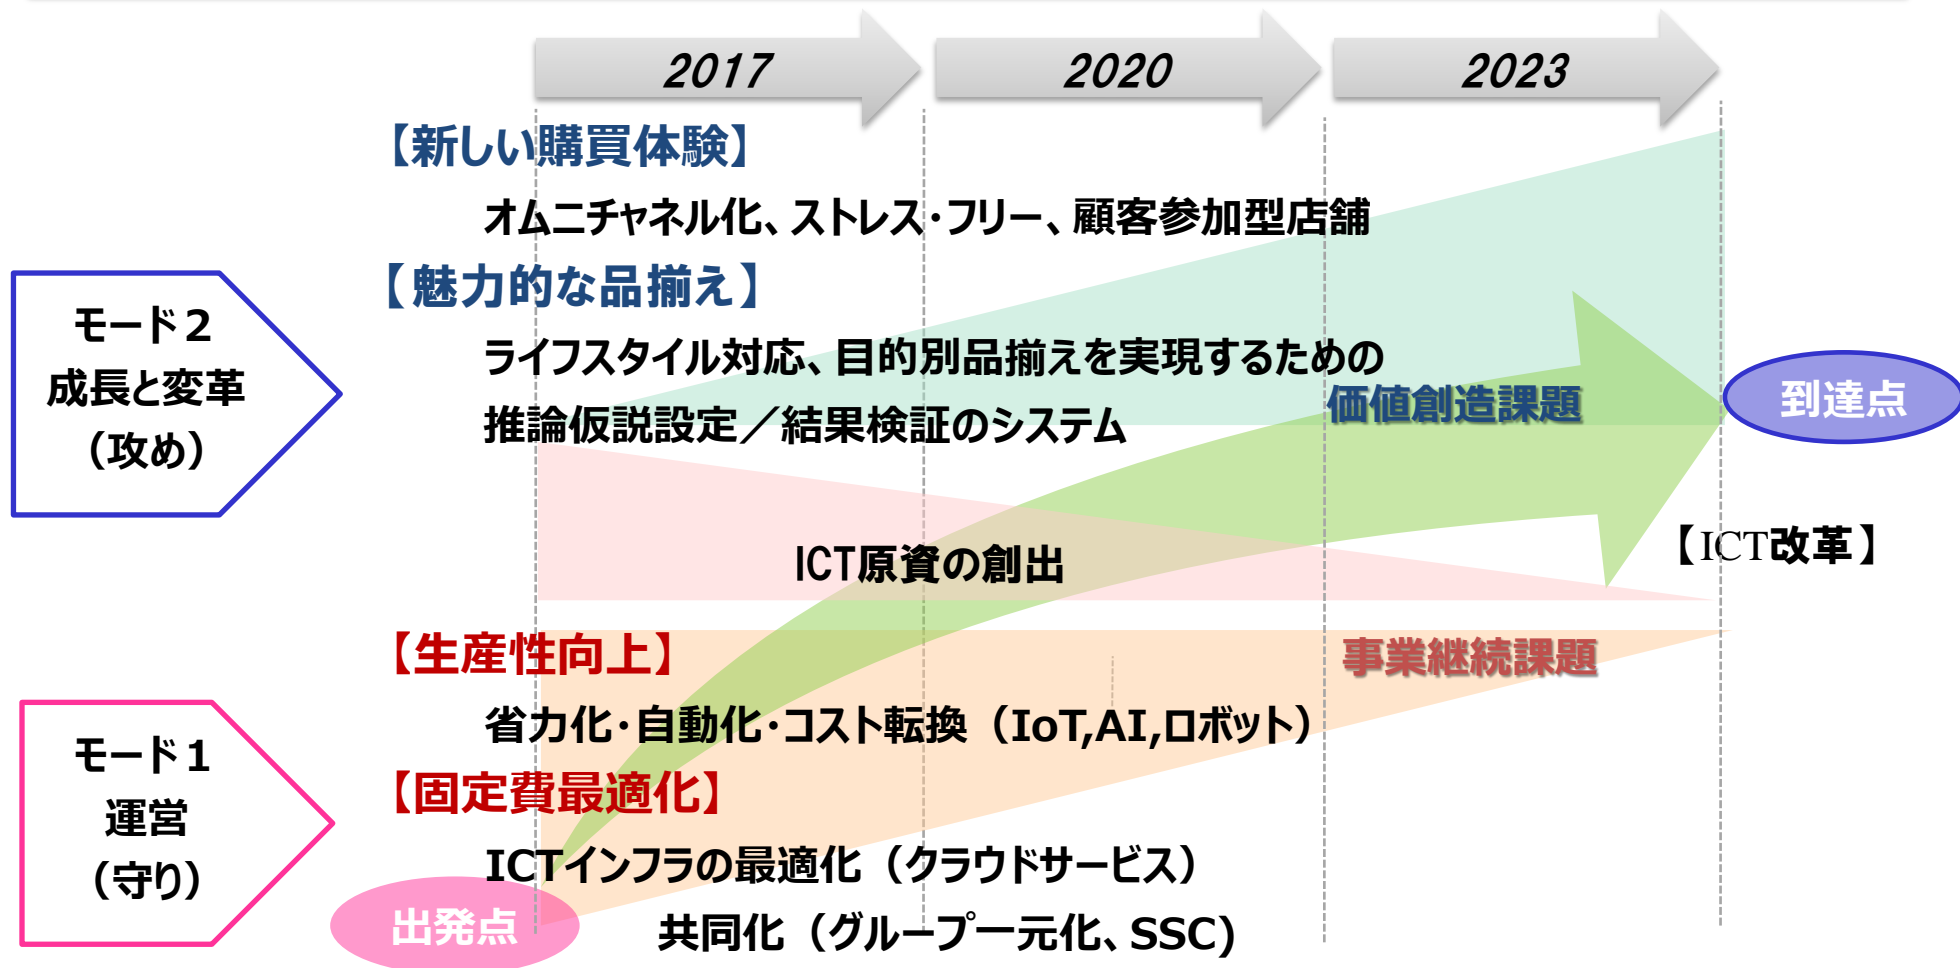 2017
2020
2023
【新しい購買体験】
オムニチャネル化、ストレス・フリー、顧客参加型店舗
【魅力的な品揃え】
ライフスタイル対応、目的別品揃えを実現するための
推論仮説設定／結果検証のシステム
モード２
成長と変革
（攻め）
価値創造課題
到達点
ICT原資の創出
【ICT改革】
【生産性向上】
事業継続課題
省力化・自動化・コスト転換（IoT,AI,ロボット）
【固定費最適化】
ICTインフラの最適化（クラウドサービス）
共同化（グループ一元化、SSC)
モード１
運営
（守り）
出発点